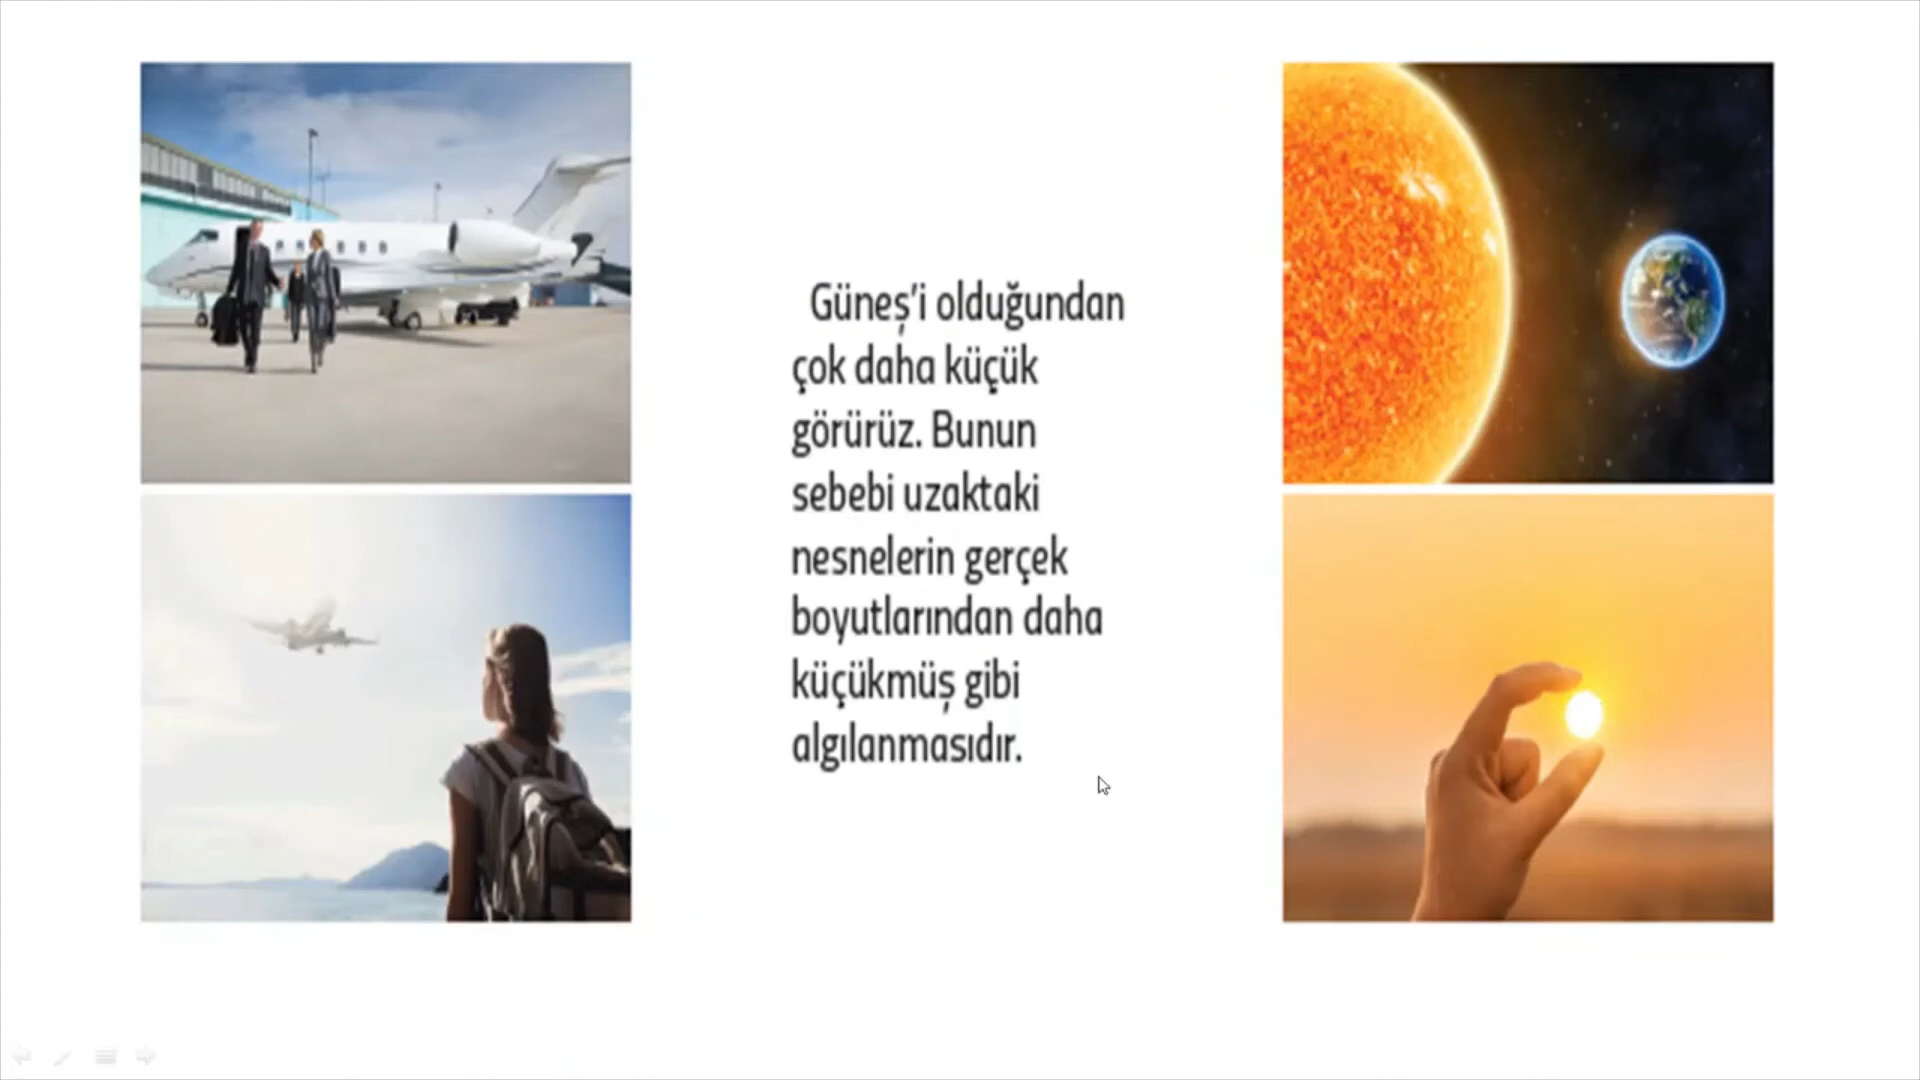 Güneş’i olduğundan
çok daha küçük
görürüz. Bunun
sebebi uzaktaki
nesnelerin gerçek
boyutlarından daha
küçükmüş gibi
algılanmasıdır.